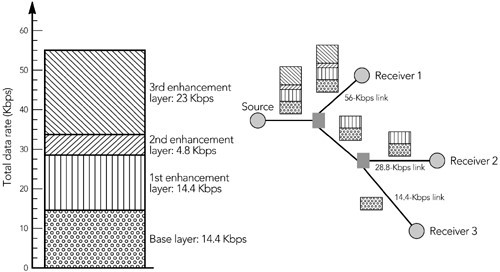 Total data rate (Kbps)
60
50
40
30
20
10
0
3rd enhancement
layer: 23 Kbps
2nd enhancement
layer: 4.8 Kbps
1st enhancement
layer: 14.4 Kbps
Base layer: 14.4 Kbps
Source
Receiver 1
56-Kbps link
Receiver 2
28.8-Kbps link
14.4-Kbps link
Receiver 3